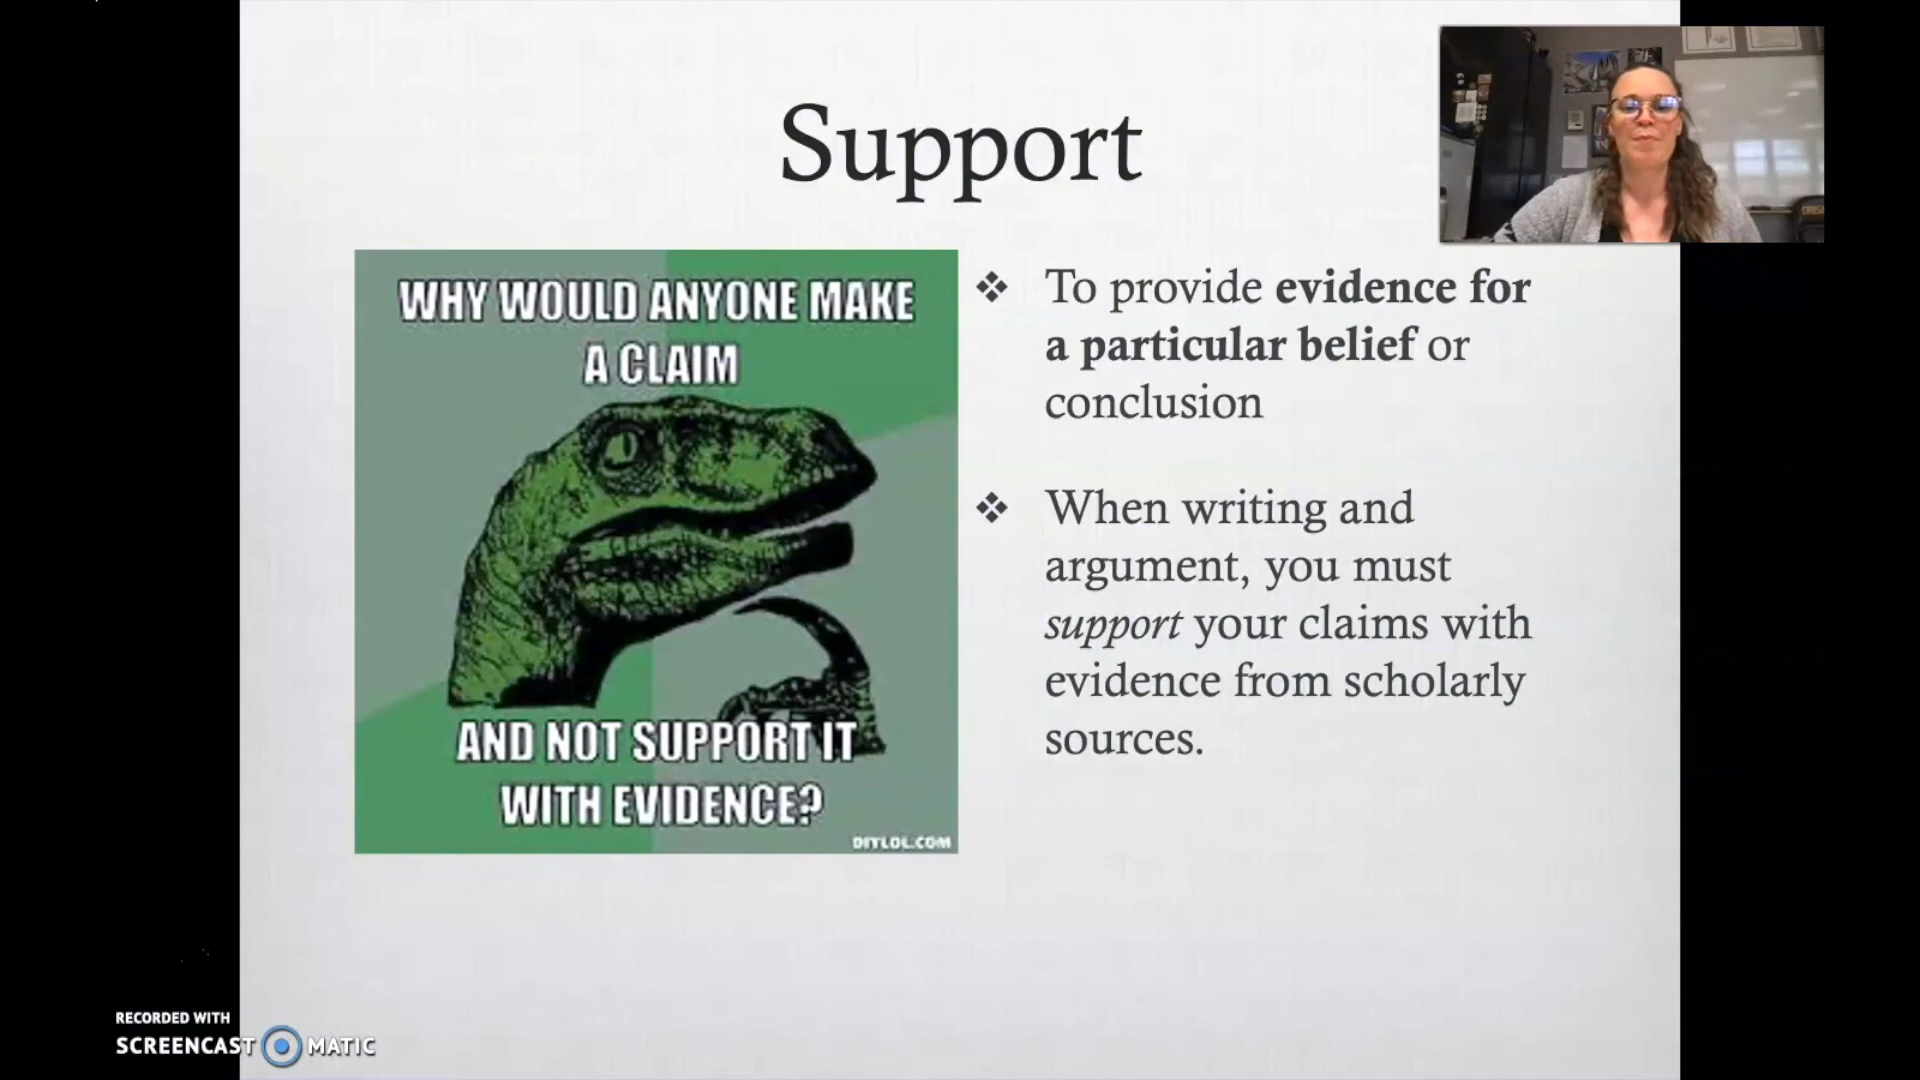 Support
WHY WOULD ANYONE MAKE
A CLAIM
AND NOT SUPPORT IT
WITH EVIDENCE?
DIYLOL.COM
❖ To provide evidence for
a particular belief or
conclusion
❖ When writing and
argument, you must
support your claims with
evidence from scholarly
sources.
RECORDED WITH
SCREENCAST MATIC